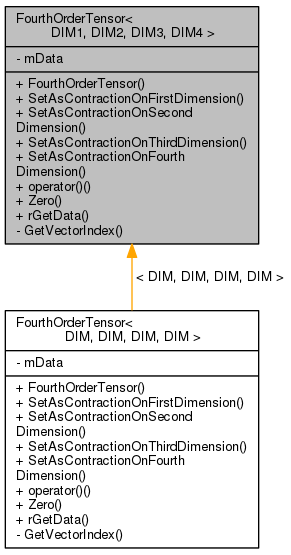 FourthOrderTensor<
DIM1, DIM2, DIM3, DIM4 >
- mData
+ FourthOrderTensor()
+ SetAsContractionOnFirstDimension()
+ SetAsContractionOnSecond
Dimension()
+ SetAsContractionOnThirdDimension()
+ SetAsContractionOnFourth
Dimension()
+ operator()()
+ Zero()
+ rGetData()
- GetVectorIndex()
< DIM, DIM, DIM, DIM >
FourthOrderTensor<
DIM, DIM, DIM, DIM >
- mData
+ FourthOrderTensor()
+ SetAsContractionOnFirstDimension()
+ SetAsContractionOnSecond
Dimension()
+ SetAsContractionOnThirdDimension()
+ SetAsContractionOnFourth
Dimension()
+ operator()()
+ Zero()
+ rGetData()
- GetVectorIndex()